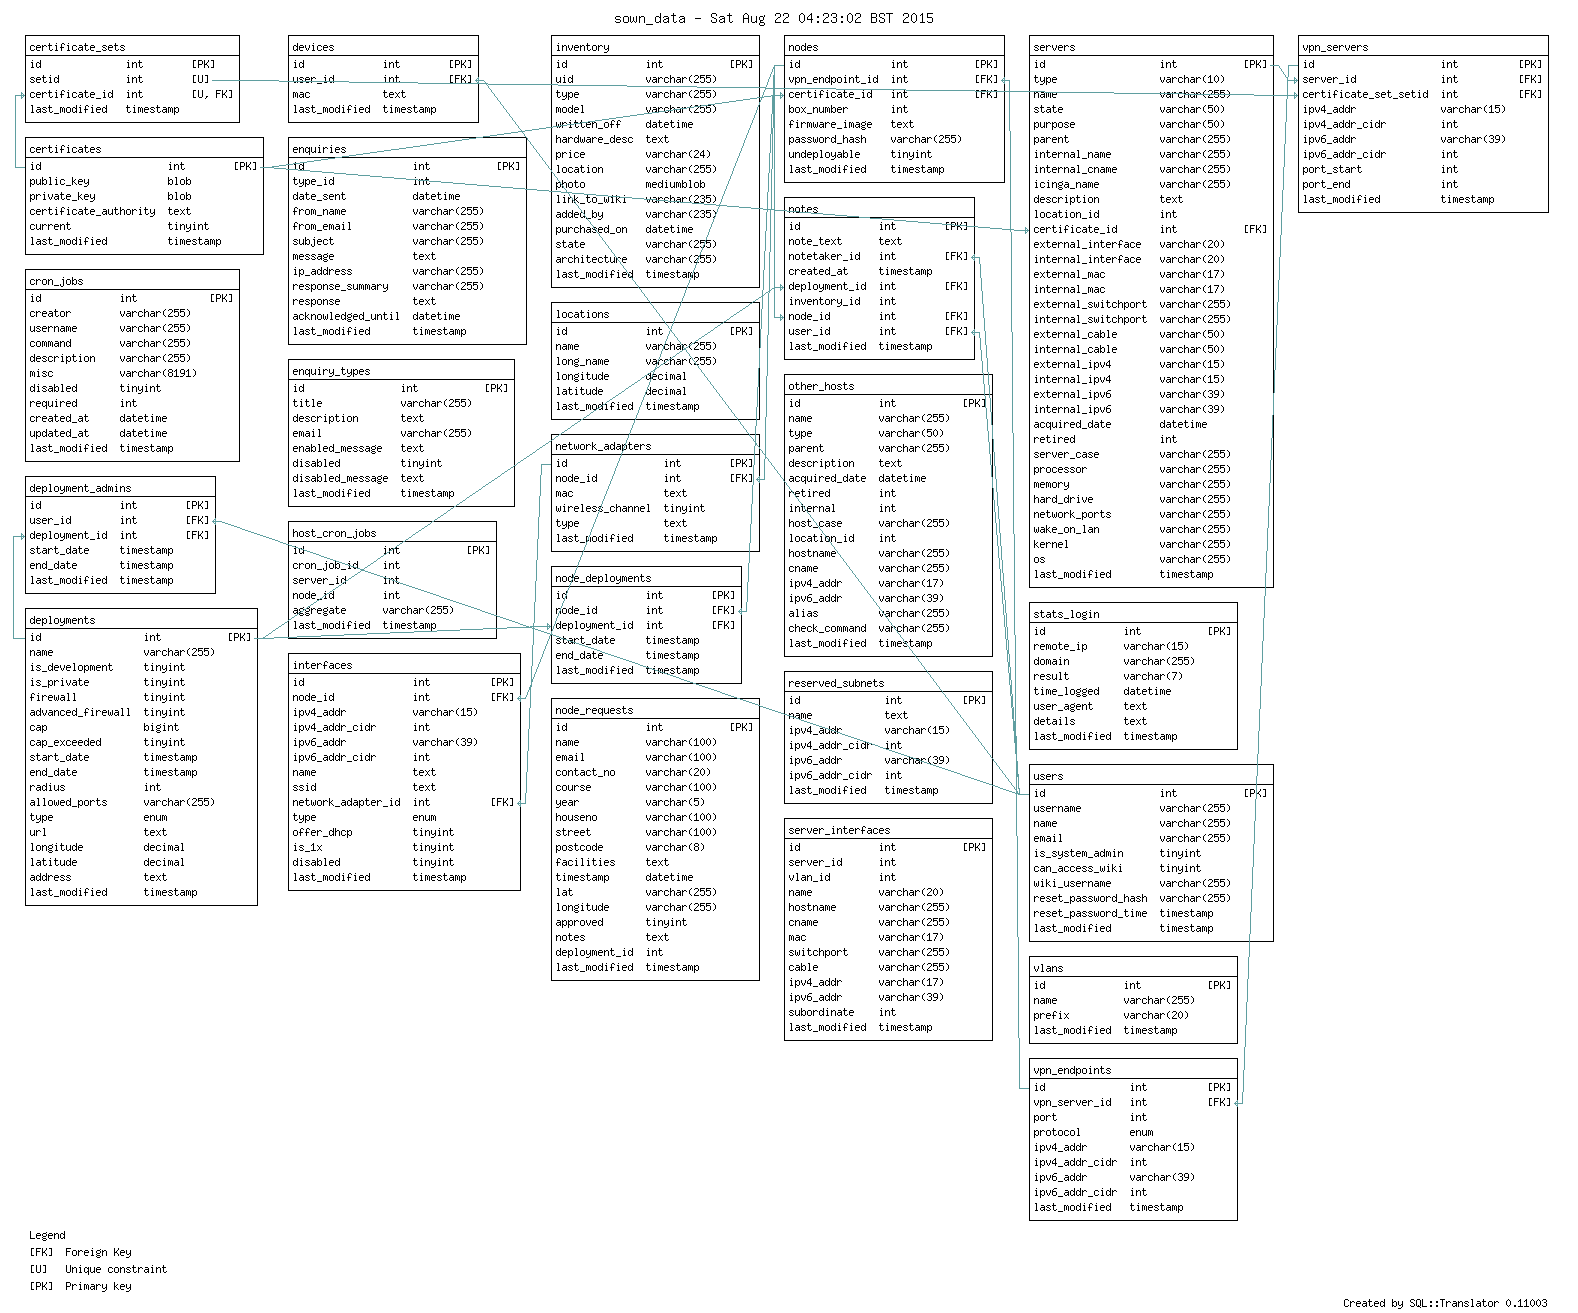 sown_data - Sat Aug 22 04:23:02 BST 2015
certificate_sets
id int [PK]
setid int [U]
certificate_id int [U, FK]
last_modified timestamp
certificates
id int [PK]
public_key blob
private_key blob
certificate_authority text
current tinyint
last_modified timestamp
cron_jobs
id int [PK]
creator varchar(255)
username varchar(255)
command varchar(255)
description varchar(255)
misc varchar(8191)
disabled tinyint
required int
created_at datetime
updated_at datetime
last_modified timestamp
deployment_admins
id int [PK]
user_id int [FK]
deployment_id int [FK]
start_date timestamp
end_date timestamp
last_modified timestamp
deployments
id int [PK]
name varchar(255)
is_development tinyint
is_private tinyint
firewall tinyint
advanced_firewall tinyint
cap bigint
cap_exceeded tinyint
start_date timestamp
end_date timestamp
radius int
allowed_ports varchar(255)
type enum
url text
longitude decimal
latitude decimal
address text
last_modified timestamp
devices
id int [PK]
user_id int [FK]
mac text
last_modified timestamp
enquiries
id int [PK]
type_id int
date_sent datetime
from_name varchar(255)
from_email varchar(255)
subject varchar(255)
message text
ip_address varchar(255)
response_summary varchar(255)
response text
acknowledged_until datetime
last_modified timestamp
enquiry_types
id int [PK]
title varchar(255)
description text
email varchar(255)
enabled_message text
disabled tinyint
disabled_message text
last_modified timestamp
host_cron_jobs
id int [PK]
cron_job_id int
server_id int
node_id int
aggregate varchar(255)
last_modified timestamp
interfaces
id int [PK]
node_id int [FK]
ipv4_addr varchar(15)
ipv4_addr_cidr int
ipv6_addr varchar(39)
ipv6_addr_cidr int
name text
ssid text
network_adapter_id int [FK]
type enum
offer_dhcp tinyint
is_1x tinyint
disabled tinyint
last_modified timestamp
inventory
id int [PK]
uid varchar(255)
type varchar(255)
model varchar(255)
written_off datetime
hardware_desc text
price varchar(24)
location varchar(255)
photo mediumblob
link_to_wiki varchar(235)
added_by varchar(235)
purchased_on datetime
state varchar(255)
architecture varchar(255)
last_modified timestamp
locations
id int [PK]
name varchar(255)
long_name varchar(255)
longitude decimal
latitude decimal
last_modified timestamp
network_adapters
id int [PK]
node_id int [FK]
mac text
wireless_channel tinyint
type text
last_modified timestamp
node_deployments
id int [PK]
node_id int [FK]
deployment_id int [FK]
start_date timestamp
end_date timestamp
last_modified timestamp
node_requests
id int [PK]
name varchar(100)
email varchar(100)
contact_no varchar(20)
course varchar(100)
year varchar(5)
houseno varchar(100)
street varchar(100)
postcode varchar(8)
facilities text
timestamp datetime
lat varchar(255)
longitude varchar(255)
approved tinyint
notes text
deployment_id int
last_modified timestamp
nodes
id int [PK]
vpn_endpoint_id int [FK]
certificate_id int [FK]
box_number int
firmware_image text
password_hash varchar(255)
undeployable tinyint
last_modified timestamp
notes
id int [PK]
note_text text
notetaker_id int [FK]
created_at timestamp
deployment_id int [FK]
inventory_id int
node_id int [FK]
user_id int [FK]
last_modified timestamp
other_hosts
id int [PK]
name varchar(255)
type varchar(50)
parent varchar(255)
description text
acquired_date datetime
retired int
internal int
host_case varchar(255)
location_id int
hostname varchar(255)
cname varchar(255)
ipv4_addr varchar(17)
ipv6_addr varchar(39)
alias varchar(255)
check_command varchar(255)
last_modified timestamp
reserved_subnets
id int [PK]
name text
ipv4_addr varchar(15)
ipv4_addr_cidr int
ipv6_addr varchar(39)
ipv6_addr_cidr int
last_modified timestamp
server_interfaces
id int [PK]
server_id int
vlan_id int
name varchar(20)
hostname varchar(255)
cname varchar(255)
mac varchar(17)
switchport varchar(255)
cable varchar(255)
ipv4_addr varchar(17)
ipv6_addr varchar(39)
subordinate int
last_modified timestamp
servers
id int [PK]
type varchar(10)
name varchar(255)
state varchar(50)
purpose varchar(50)
parent varchar(255)
internal_name varchar(255)
internal_cname varchar(255)
icinga_name varchar(255)
description text
location_id int
certificate_id int [FK]
external_interface varchar(20)
internal_interface varchar(20)
external_mac varchar(17)
internal_mac varchar(17)
external_switchport varchar(255)
internal_switchport varchar(255)
external_cable varchar(50)
internal_cable varchar(50)
external_ipv4 varchar(15)
internal_ipv4 varchar(15)
external_ipv6 varchar(39)
internal_ipv6 varchar(39)
acquired_date datetime
retired int
server_case varchar(255)
processor varchar(255)
memory varchar(255)
hard_drive varchar(255)
network_ports varchar(255)
wake_on_lan varchar(255)
kernel varchar(255)
os varchar(255)
last_modified timestamp
stats_login
id int [PK]
remote_ip varchar(15)
domain varchar(255)
result varchar(7)
time_logged datetime
user_agent text
details text
last_modified timestamp
users
id int [PK]
username varchar(255)
name varchar(255)
email varchar(255)
is_system_admin tinyint
can_access_wiki tinyint
wiki_username varchar(255)
reset_password_hash varchar(255)
reset_password_time timestamp
last_modified timestamp
vlans
id int [PK]
name varchar(255)
prefix varchar(20)
last_modified timestamp
vpn_endpoints
id int [PK]
vpn_server_id int [FK]
port int
protocol enum
ipv4_addr varchar(15)
ipv4_addr_cidr int
ipv6_addr varchar(39)
ipv6_addr_cidr int
last_modified timestamp
vpn_servers
id int [PK]
server_id int [FK]
certificate_set_setid int [FK]
ipv4_addr varchar(15)
ipv4_addr_cidr int
ipv6_addr varchar(39)
ipv6_addr_cidr int
port_start int
port_end int
last_modified timestamp
Legend
[FK] Foreign Key
[U] Unique constraint
[PK] Primary key
Created by SQL::Translator 0.11003